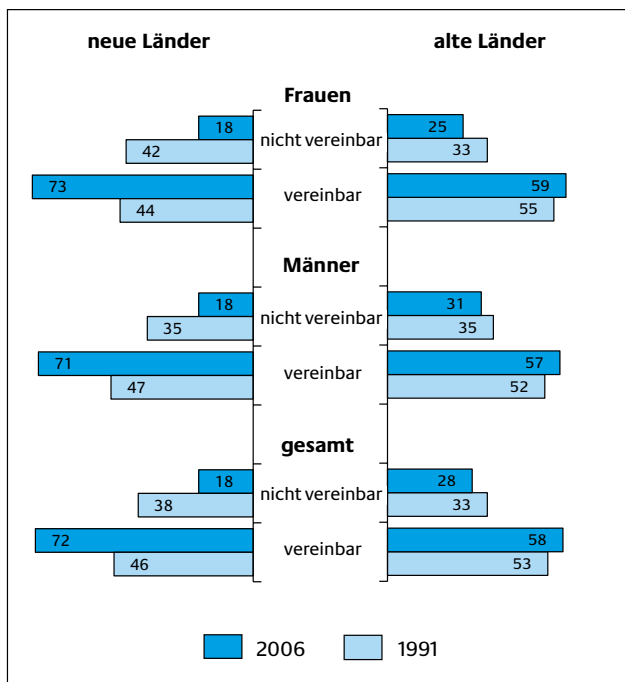 neue Länder alte Länder
Frauen
18 nicht vereinbar 25
42 33
73 vereinbar 59
44 55
Männer
18 nicht vereinbar 31
35 35
71 vereinbar 57
47 52
gesamt
18 nicht vereinbar 28
38 33
72 vereinbar 58
46 53
2006 1991